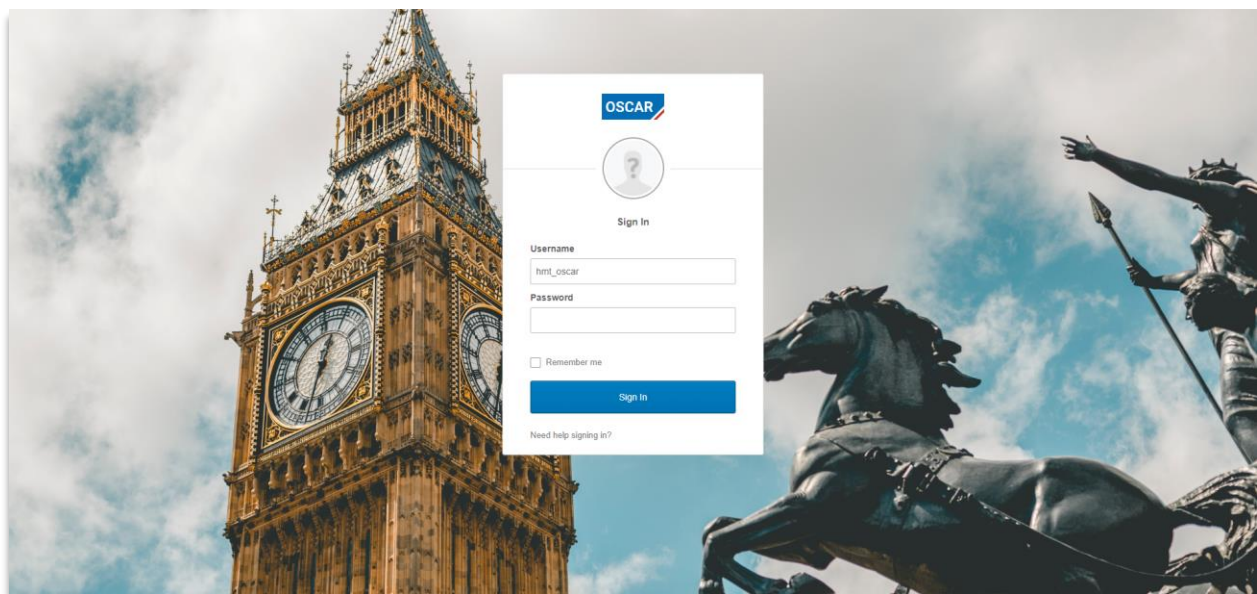 OSCAR
?
Sign In
Username
hmt_oscar
Password
Remember me
Sign In
Need help signing in?